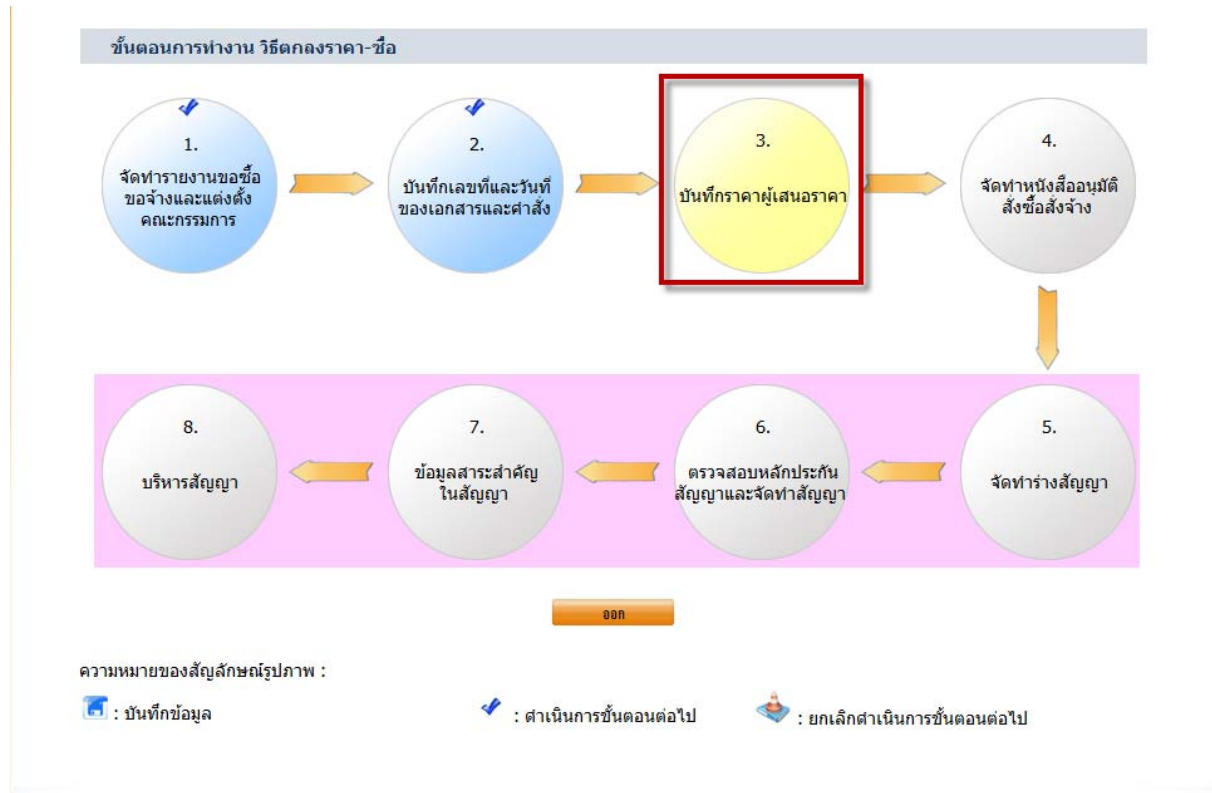 ขั้นตอนการทำงาน วิธีตกลงราคา-ซื้อ
1.
จัดทำรายงานขอซื้อ
ขอจ้างและแต่งตั้ง
คณะกรรมการ
2.
บันทึกเลขที่และวันที่
ของเอกสารและคำสั่ง
3.
บันทึกราคาผู้เสนอราคา
4.
จัดทำหนังสืออนุมัติ
สั่งซื้อสั่งจ้าง
5.
จัดทำร่างสัญญา
6.
ตรวจสอบหลักประกัน
สัญญาและจัดทำสัญญา
7.
ข้อมูลสาระสำคัญ
ในสัญญา
8.
บริหารสัญญา
ออก
ความหมายของสัญลักษณ์รูปภาพ :
: บันทึกข้อมูล
: ดำเนินการขั้นตอนต่อไป
: ยกเลิกดำเนินการขั้นตอนต่อไป